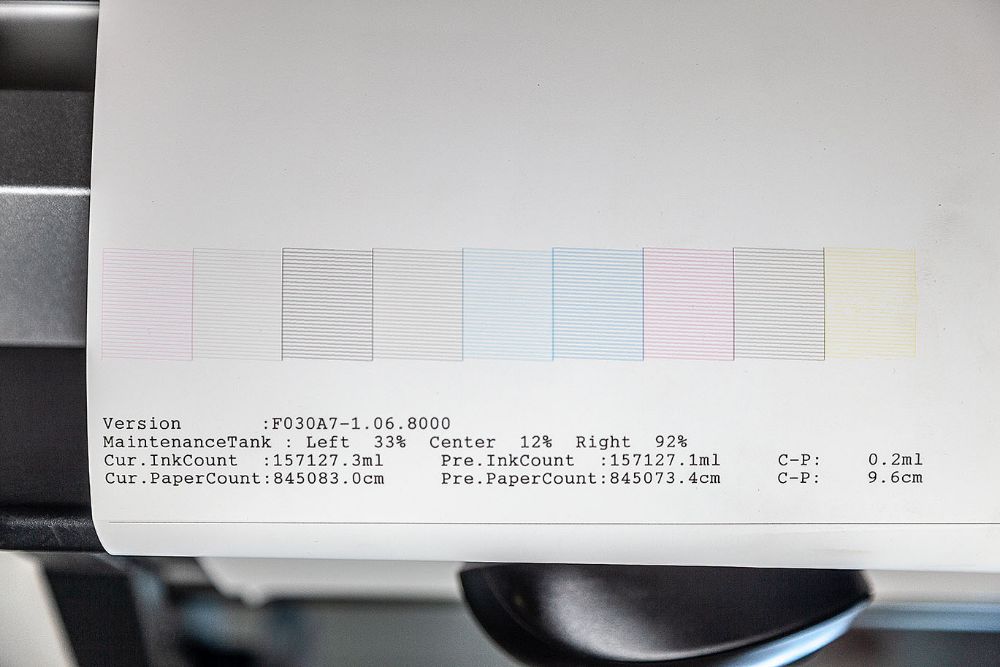 Version :F030A7-1.06.8000
MaintenanceTank : Left 33% Center 12% Right 92%
Cur.InkCount :157127.3ml Pre.InkCount :157127.1ml C-P: 0.2ml
Cur.PaperCount:845083.0cm Pre.PaperCount:845073.4cm C-P: 9.6cm